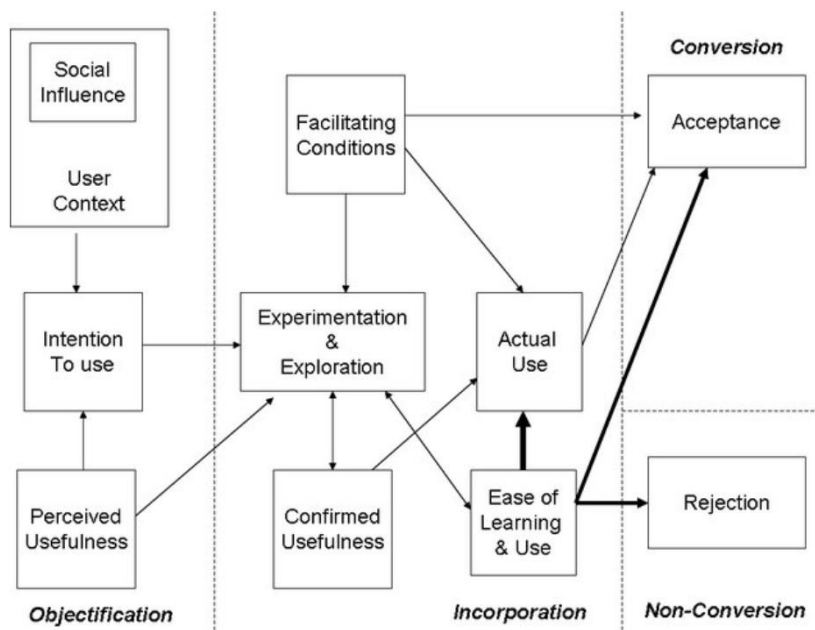 Conversion
Social
Influence
User
Context
Facilitating
Conditions
Acceptance
Intention
To use
Experimentation
&
Exploration
Actual
Use
Perceived
Usefulness
Confirmed
Usefulness
Ease of
Learning
& Use
Rejection
Objectification
Incorporation
Non-Conversion